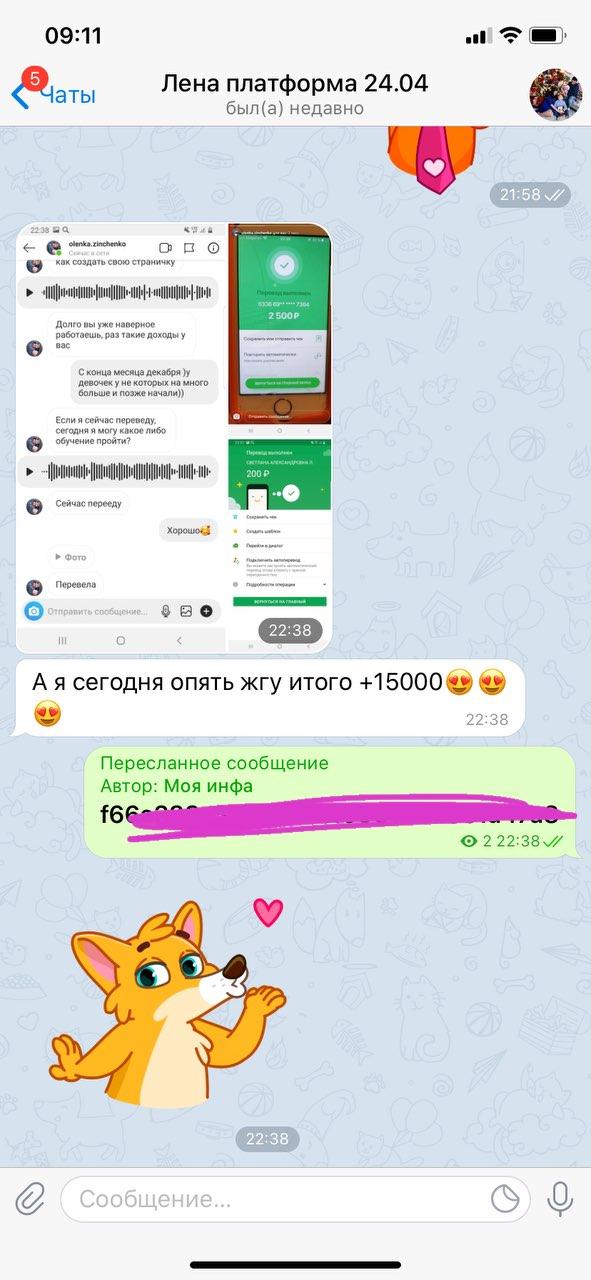 09:11
5
Чаты
Лена платформа 24.04
был(а) недавно
21:58
22:38
olenka.zinchenko
Сейчас в сети
как создать свою страничку
Долго вы уже наверное
работаешь, раз такие доходы у
вас
С конца месяца декабря )у
девочек у не которых на много
больше и позже начали))
Если я сейчас переведу,
сегодня я могу какое либо
обучение пройти?
Сейчас перееду
Хорошо🥰
Фото
Перевела
Отправить сообщение...
Перевод выполнен
2 500 ₽
Сохранить или отправить чек
Повторять автоматически
ВЕРНУТЬСЯ НА ГЛАВНЫЙ ЭКРАН
Отправить сообщение...
Перевод выполнен
СВЕТЛАНА АЛЕКСАНДРОВНА Л.
200 ₽
Сохранить чек
Создать шаблон
Перейти в диалог
Подключить автоперевод
Подробности операции
ВЕРНУТЬСЯ НА ГЛАВНЫЙ
22:38
А я сегодня опять жгу итого +15000😍😍
😍
22:38
Пересланное сообщение
Автор: Моя инфа
f66
2 22:38
22:38
Сообщение...